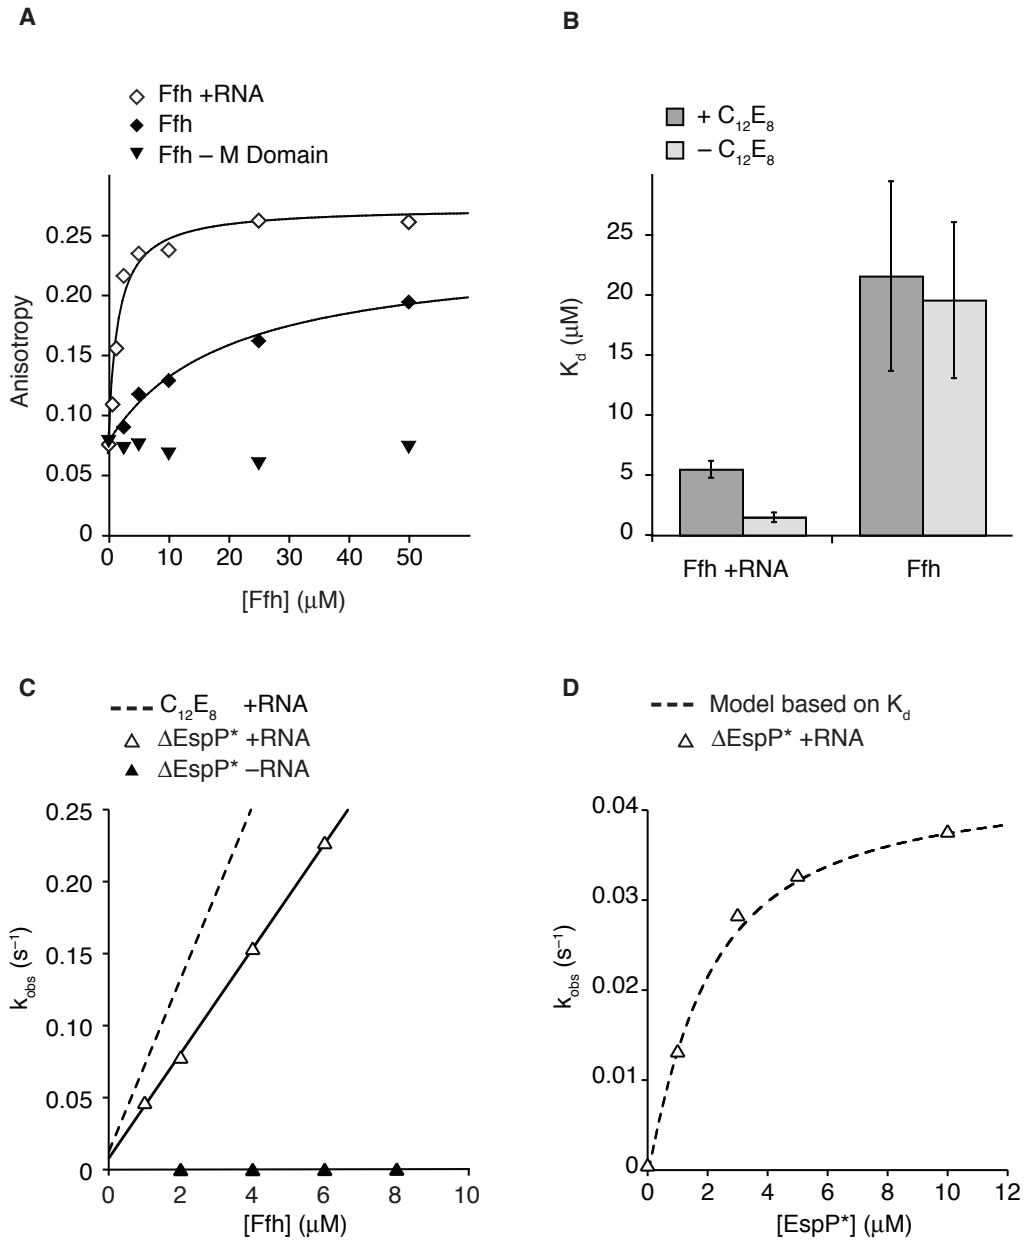 A
Ffh +RNA
Ffh
Ffh – M Domain
0.25
0.20
0.15
0.10
0.05
0
Anisotropy
0 10 20 30 40 50
[Ffh] (μM)
B
+ C12E8
– C12E8
25
20
15
10
5
0
Kd (μM)
Ffh +RNA Ffh
C
C12E8 +RNA
ΔEspP* +RNA
ΔEspP* –RNA
0.25
0.20
0.15
0.10
0.05
0
kobs (s–1)
0 2 4 6 8 10
[Ffh] (μM)
D
Model based on Kd
ΔEspP* +RNA
0.04
0.03
0.02
0.01
0
kobs (s–1)
0 2 4 6 8 10 12
[EspP*] (μM)